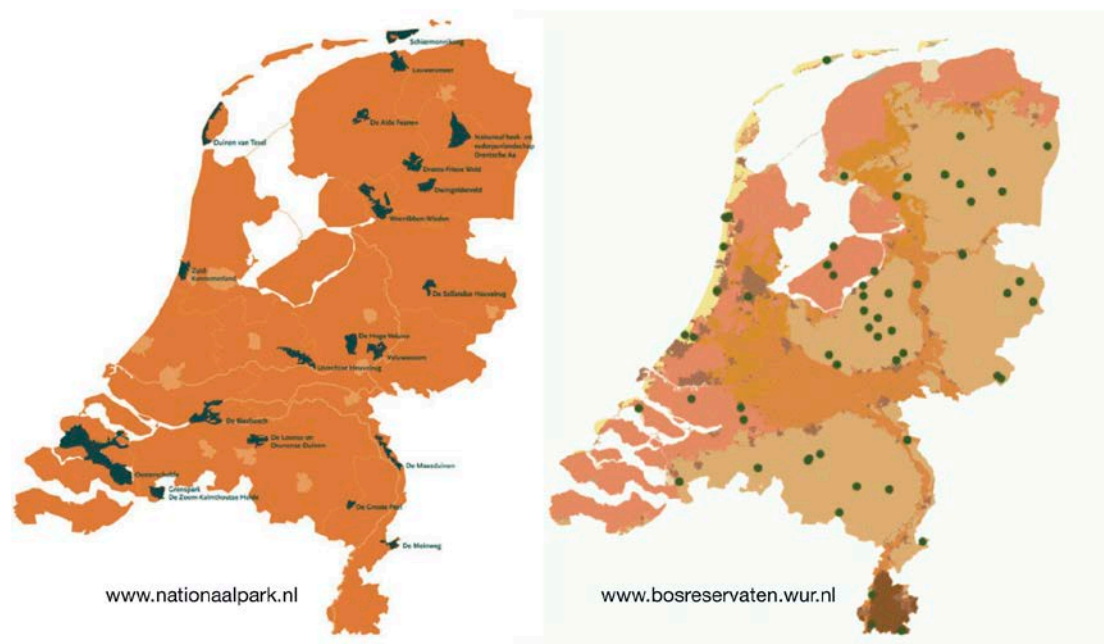 Schiermonnikoog
Lauwersmeer
De Alde Feanen
Duinen van Texel
Nationaal beek- en
esdorpenlandschap
Drentsche Aa
Drents-Friese Wold
Dwingelderveld
Weerribben-Wieden
Zuid-
Kennemerland
De Sallandse Heuvelrug
De Hoge Veluwe
Veluwezoom
Utrechtse Heuvelrug
De Biesbosch
De Loonse en
Drunense Duinen
De Maasduinen
Oosterschelde
Grenspark
De Zoom-Kalmthoutse Heide
De Groote Peel
De Meinweg
www.nationaalpark.nl
www.bosreservaten.wur.nl